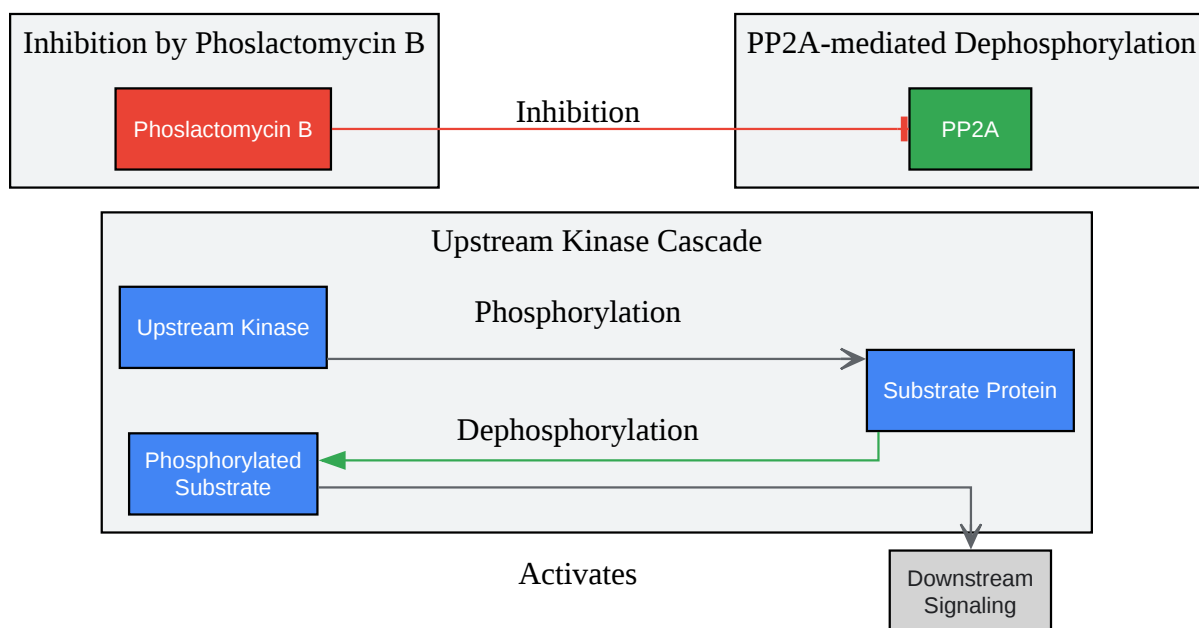 Inhibition by Phoslactomycin B
PP2A-mediated Dephosphorylation
Phoslactomycin B
Inhibition
PP2A
Upstream Kinase Cascade
Upstream Kinase
Phosphorylation
Substrate Protein
Dephosphorylation
Phosphorylated
Substrate
Activates
Downstream
Signaling